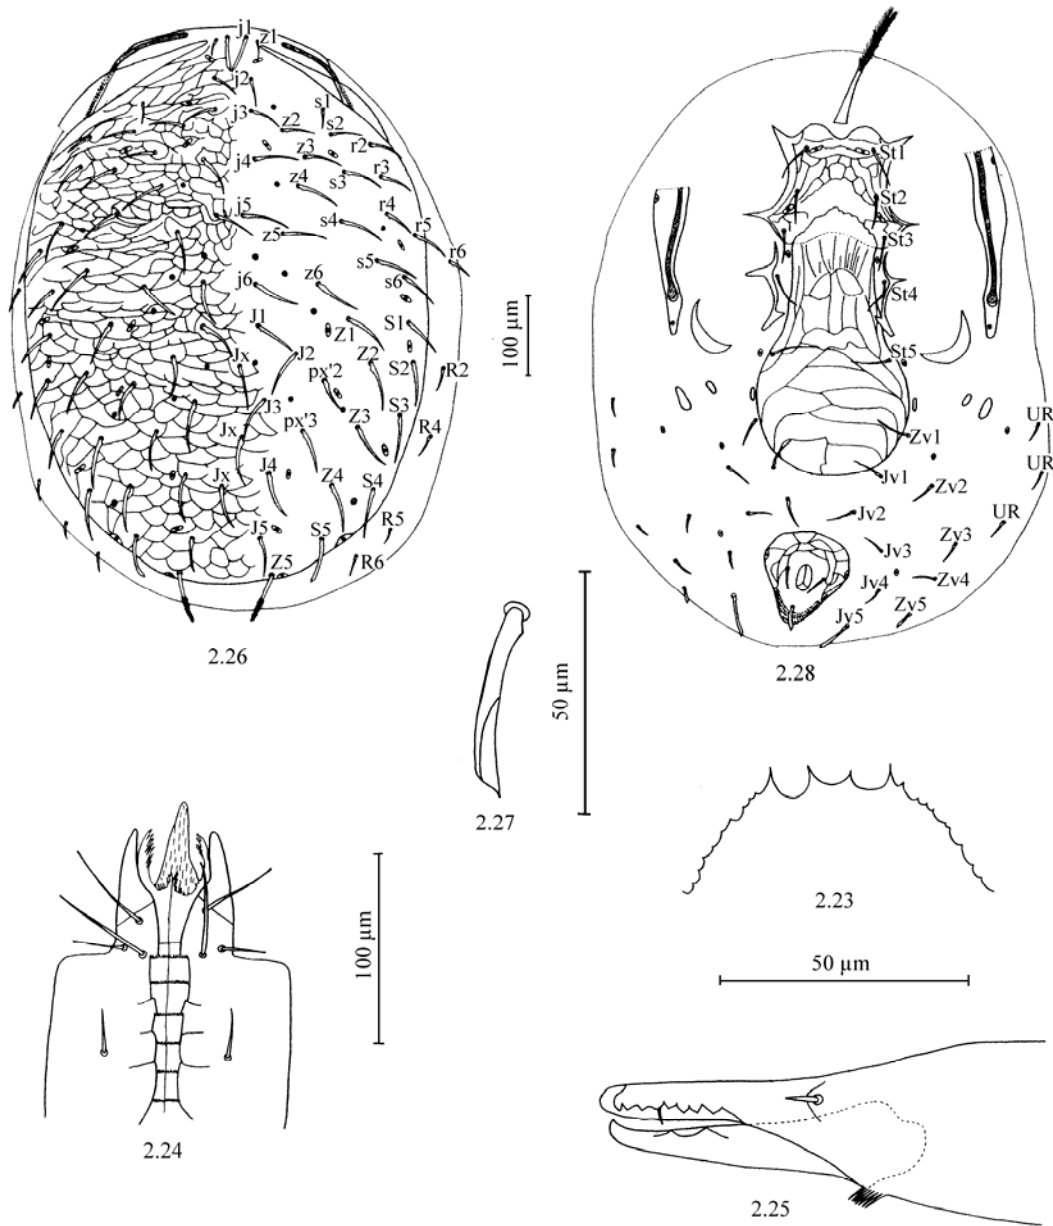 j1 z1
j2
j3 s1
z2 s2
r2
j4 z3
z4 s3 r3
j5 s4 r4
z5 r5
r6
s5
j6 z6 s6
J1 Z1 S1
J2 Z2 S2
Jx px'2 R2
J3 Z3 S3
Jx px'3 R4
J4 Z4 S4
Jx R5
J5 S5 R6
Z5
2.26
100 µm
St1
St2
St3
St4
St5
UR
Zv1
UR
Jv1
Zv2
UR
Jv2
Zv3
Jv3
Zv4
Jv4
Zv5
Jv5
2.28
50 µm
2.27
2.23
100 µm
2.24
50 µm
2.25